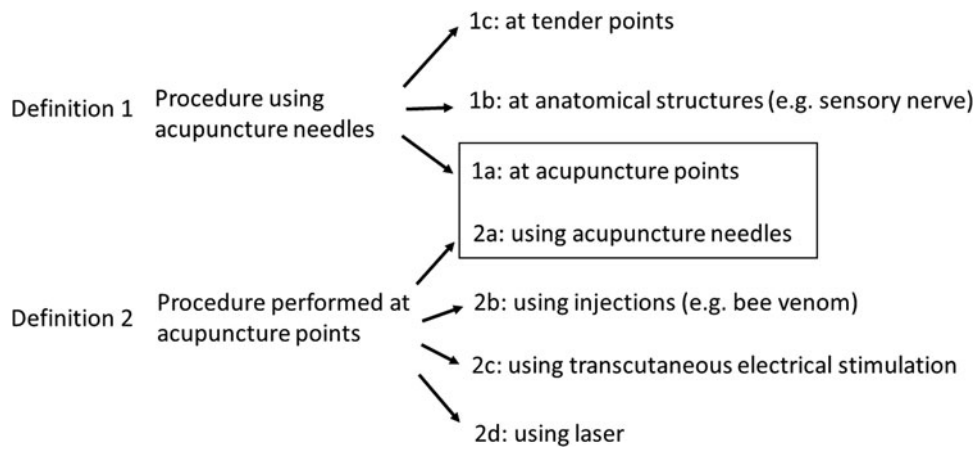 1c: at tender points
Definition 1
Procedure using
acupuncture needles
1b: at anatomical structures (e.g. sensory nerve)
1a: at acupuncture points
2a: using acupuncture needles
Definition 2
Procedure performed at
acupuncture points
2b: using injections (e.g. bee venom)
2c: using transcutaneous electrical stimulation
2d: using laser